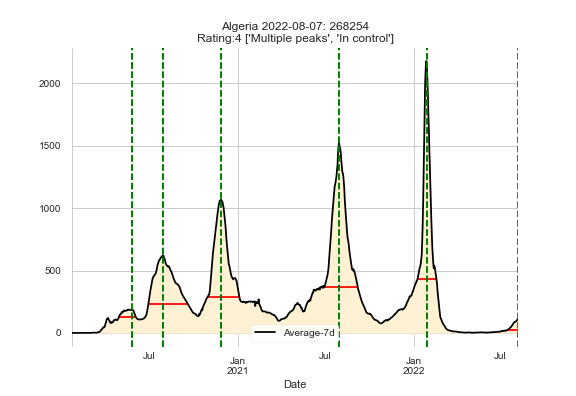 Algeria 2022-08-07: 268254
Rating:4 ['Multiple peaks', 'In control']
2000
1500
1000
500
0
Average-7d
Jul
Jan
2021
Jul
Jan
2022
Jul
Date